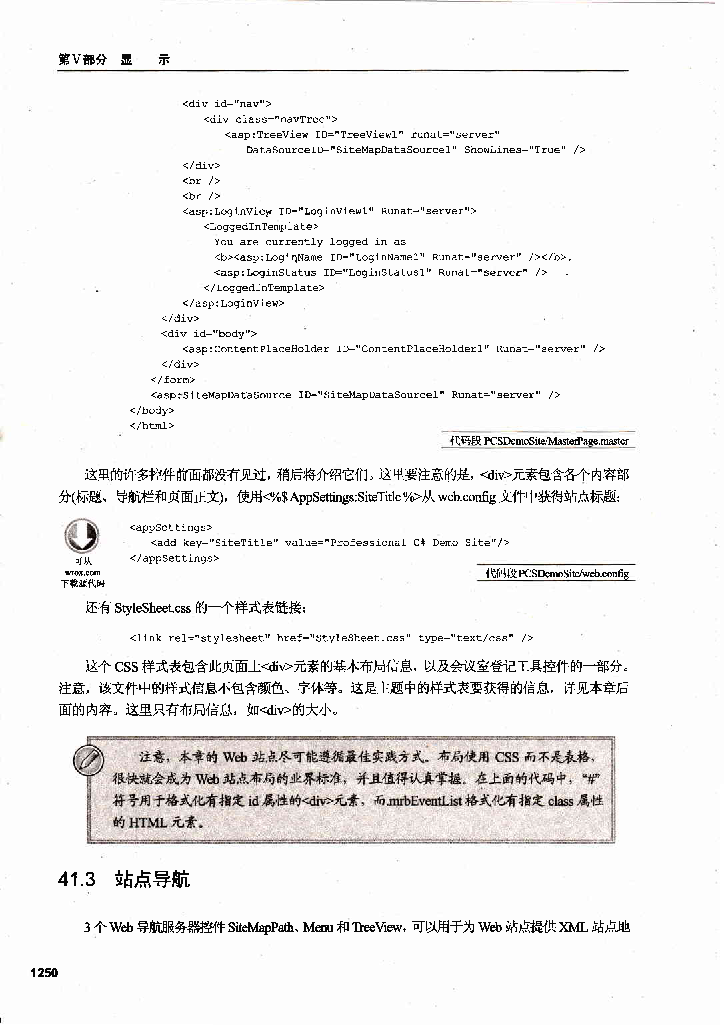 第V部分 显 示
<div id="nav">
<div class="navTree">
<asp:TreeView ID="TreeView1" runat="server"
DataSourceID="SiteMapDataSource1" ShowLines="True" />
</div>
<br />
<br />
<asp:LoginView ID="LoginView1" Runat="server">
<LoggedInTemplate>
You are currently logged in as
<b><asp:LoginName ID="LoginName1" Runat="server" /></b>.
<asp:LoginStatus ID="LoginStatus1" Runat="server" />
</LoggedInTemplate>
</asp:LoginView>
</div>
<div id="body">
<asp:ContentPlaceHolder ID="ContentPlaceHolder1" Runat="server" />
</div>
</form>
<asp:SiteMapDataSource ID="SiteMapDataSource1" Runat="server" />
</body>
</html>
代码段 PCSDemoSite/MasterPage.master
这里的许多控件前面都没有见过，稍后将介绍它们。这里要注意的是，<div>元素包含各个内容部
分(标题、导航栏和页面正文)，使用<%$ AppSettings:SiteTitle %>从 web.config 文件中获得站点标题：
<appSettings>
<add key="SiteTitle" value="Professional C# Demo Site"/>
</appSettings>
可从
wrox.com
下载源代码
代码段 PCSDemoSite/web.config
还有 StyleSheet.css 的一个样式表链接：
<link rel="stylesheet" href="StyleSheet.css" type="text/css" />
这个 CSS 样式表包含此页面上<div>元素的基本布局信息，以及会议室登记工具控件的一部分。
注意，该文件中的样式信息不包含颜色、字体等。这是主题中的样式表要获得的信息，详见本章后
面的内容。这里只有布局信息，如<div>的大小。
注意，本章的 Web 站点尽可能遵循最佳实践方式。布局使用 CSS 而不是表格，
很快就会成为 Web 站点布局的业界标准，并且值得认真掌握。在上面的代码中，“#”
符号用于格式化有指定 id 属性的<div>元素，而.mrbEventList 格式化有指定 class 属性
的 HTML 元素。
41.3 站点导航
3 个 Web 导航服务器控件 SiteMapPath、Menu 和 TreeView，可以用于为 Web 站点提供 XML 站点地
1250